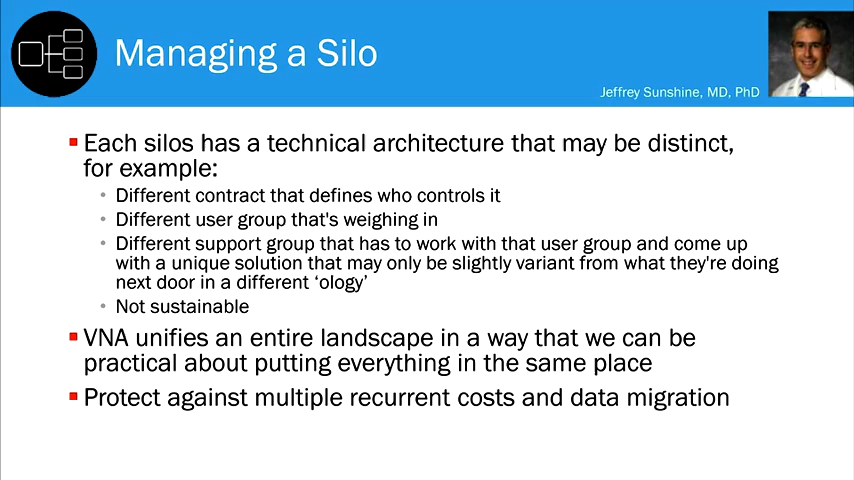 Managing a Silo
Jeffrey Sunshine, MD, PhD
Each silos has a technical architecture that may be distinct,
for example:
Different contract that defines who controls it
Different user group that's weighing in
Different support group that has to work with that user group and come up
with a unique solution that may only be slightly variant from what they're doing
next door in a different ‘ology’
Not sustainable
VNA unifies an entire landscape in a way that we can be
practical about putting everything in the same place
Protect against multiple recurrent costs and data migration